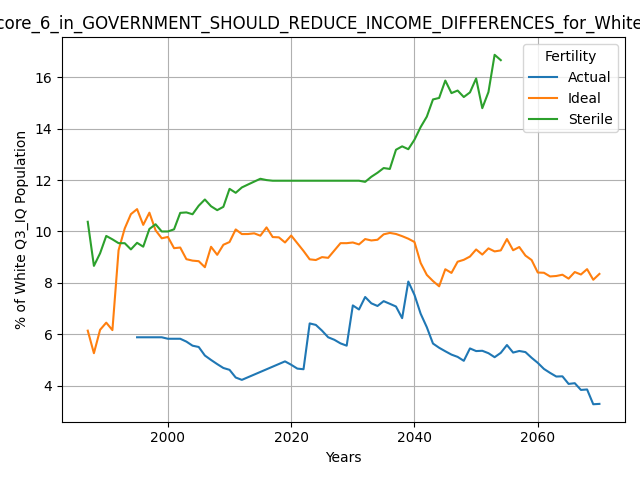 core_6_in_GOVERNMENT_SHOULD_REDUCE_INCOME_DIFFERENCES_for_White
Fertility
Actual
Ideal
Sterile
% of White Q3_IQ Population
16
14
12
10
8
6
4
2000
2020
2040
2060
Years